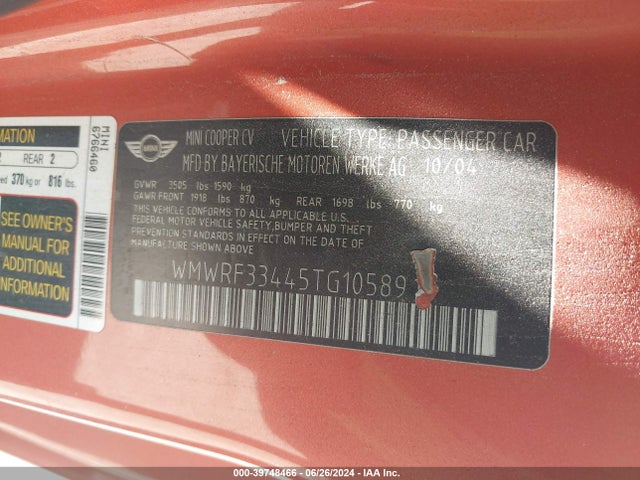 MINI
6766460
MATION
2 REAR 2
370 kg or 816 lbs.
SEE OWNER'S
MANUAL FOR
ADDITIONAL
INFORMATION
MINI
MINI COOPER CV VEHICLE TYPE: PASSENGER CAR
MFD BY BAYERISCHE MOTOREN WERKE AG 10/04
GVWR 3505 lbs 1590 kg
GAWR FRONT 1918 lbs 870 kg REAR 1698 lbs 770 kg
THIS VEHICLE CONFORMS TO ALL APPLICABLE U.S.
FEDERAL MOTOR VEHICLE SAFETY, BUMPER AND THEFT
PREVENTION STANDARDS IN EFFECT ON THE DATE OF
MANUFACTURE SHOWN ABOVE
WMWRF33445TG10589
000-39748466 - 06/26/2024 - IAA Inc.